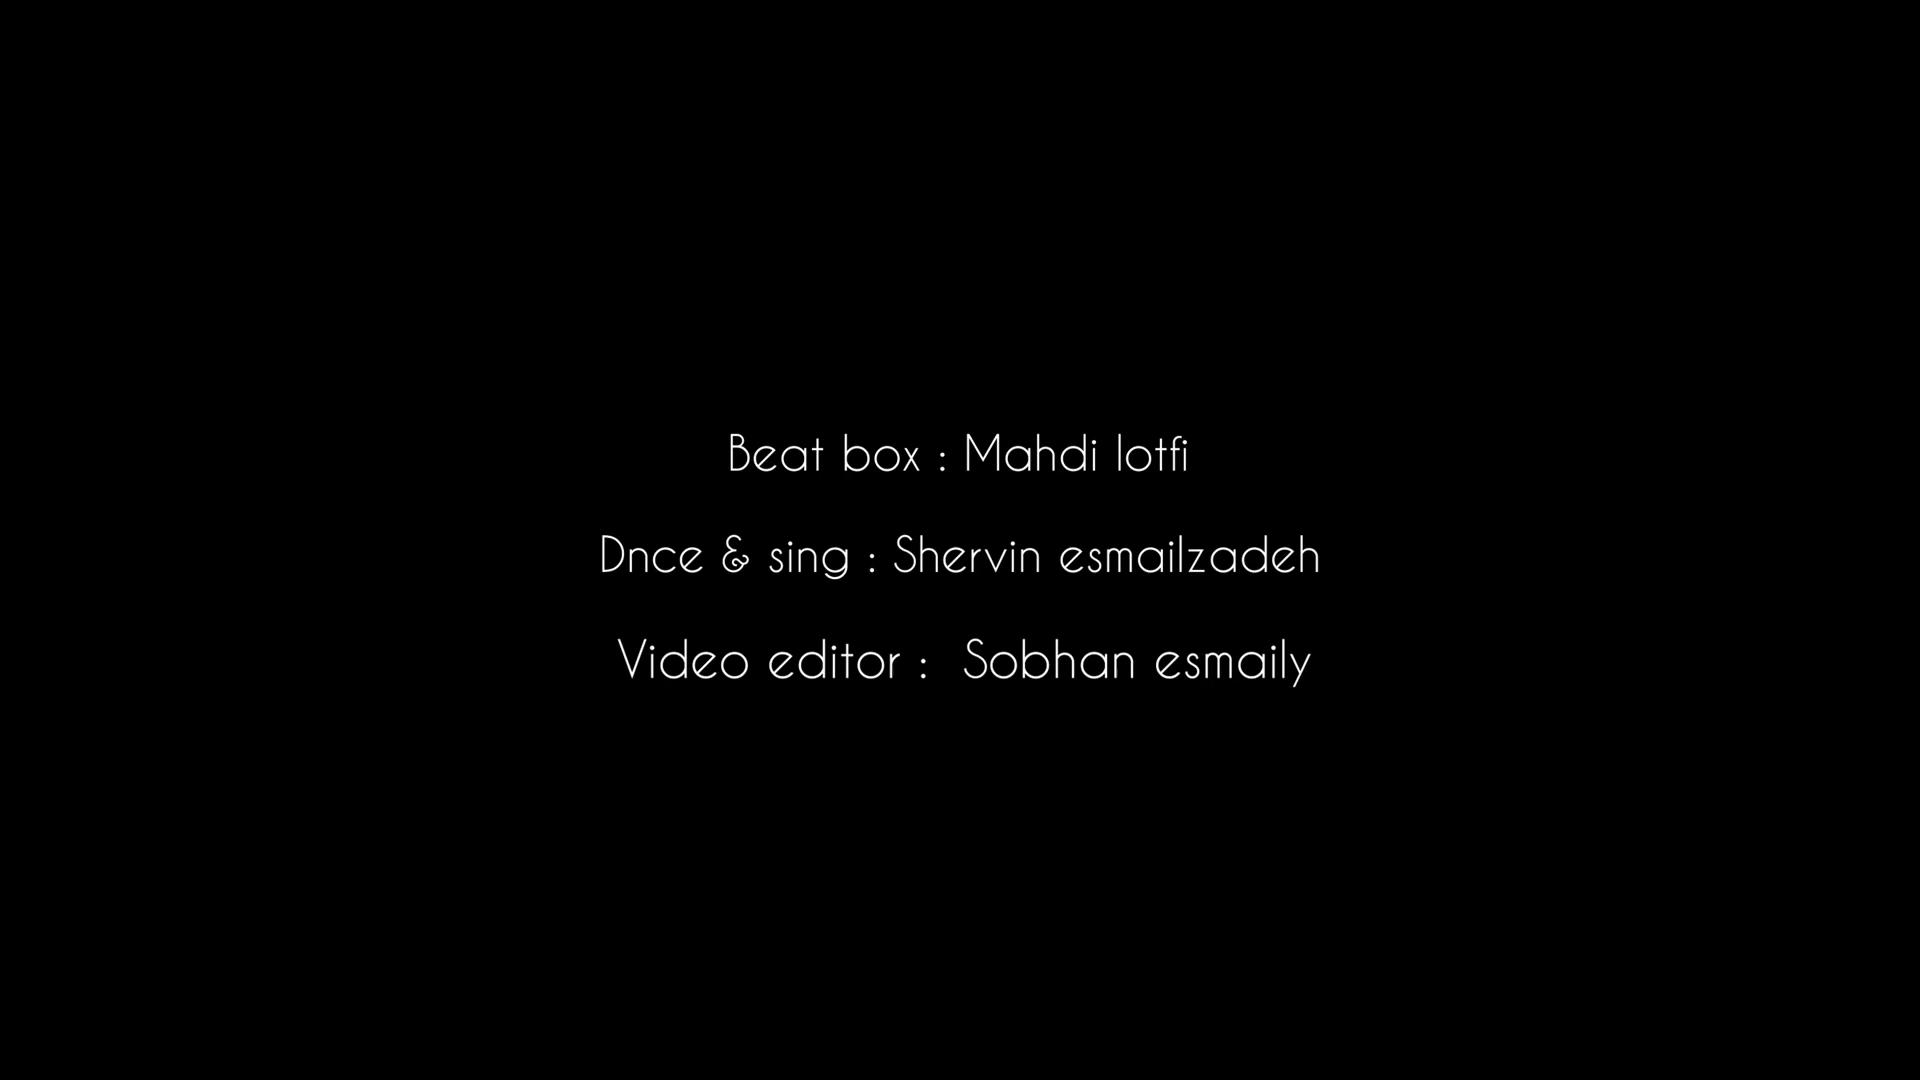 Beat box : Mahdi lotfi
Dnce & sing : Shervin esmailzadeh
Video editor :  Sobhan esmaily